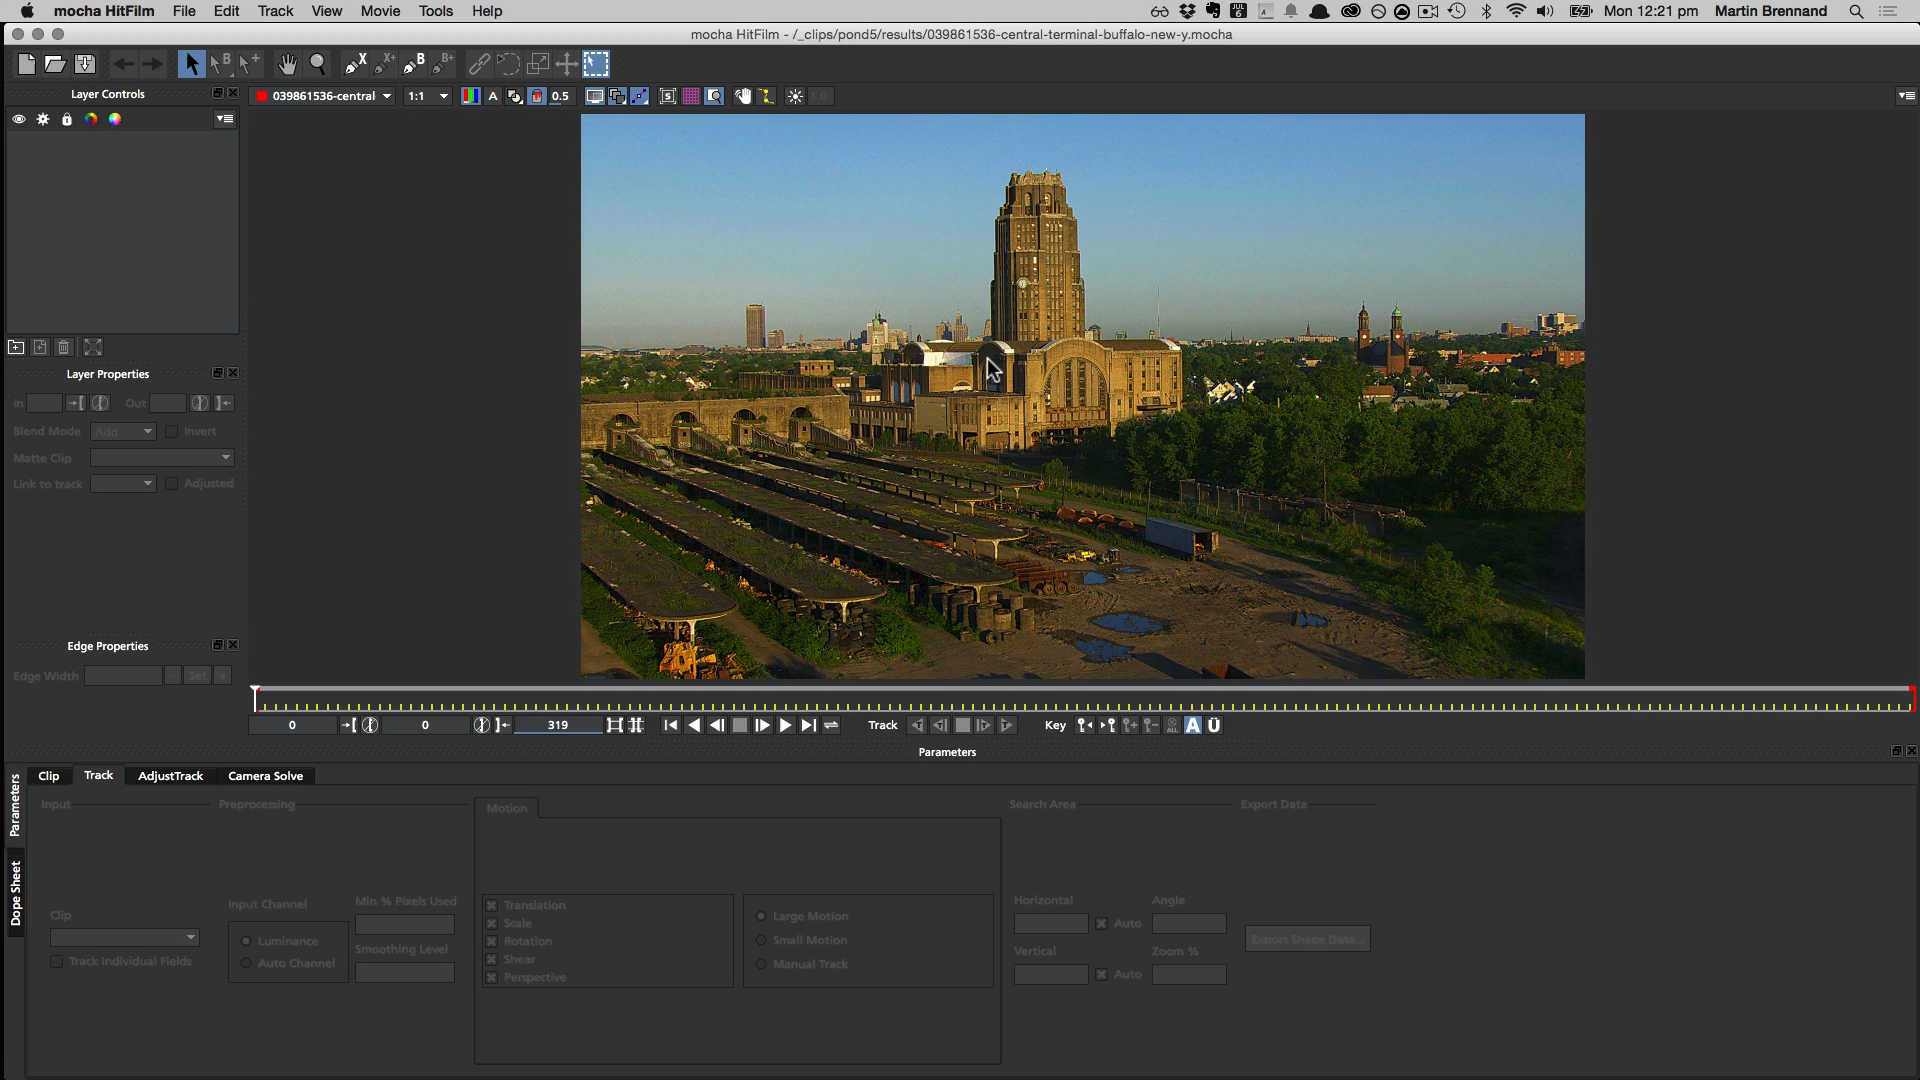 mocha HitFilm File Edit Track View Movie Tools Help
JUL 6
Mon 12:21 pm Martin Brennand
mocha HitFilm - /_clips/pond5/results/039861536-central-terminal-buffalo-new-y.mocha
Layer Controls
039861536-central 1:1 A 0.5 1.0
Layer Properties
In Out
Blend Mode Add Invert
Matte Clip
Link to track Adjusted
Edge Properties
Edge Width - Set +
0 0 319 Track Key ALL A Ü
Parameters
Parameters
Dope Sheet
Clip Track AdjustTrack Camera Solve
Input Preprocessing Motion Search Area Export Data
Clip
Track Individual Fields
Input Channel
Luminance
Auto Channel
Min % Pixels Used
Smoothing Level
Translation
Scale
Rotation
Shear
Perspective
Large Motion
Small Motion
Manual Track
Horizontal Angle
Auto
Vertical Zoom %
Auto
Export Shape Data...